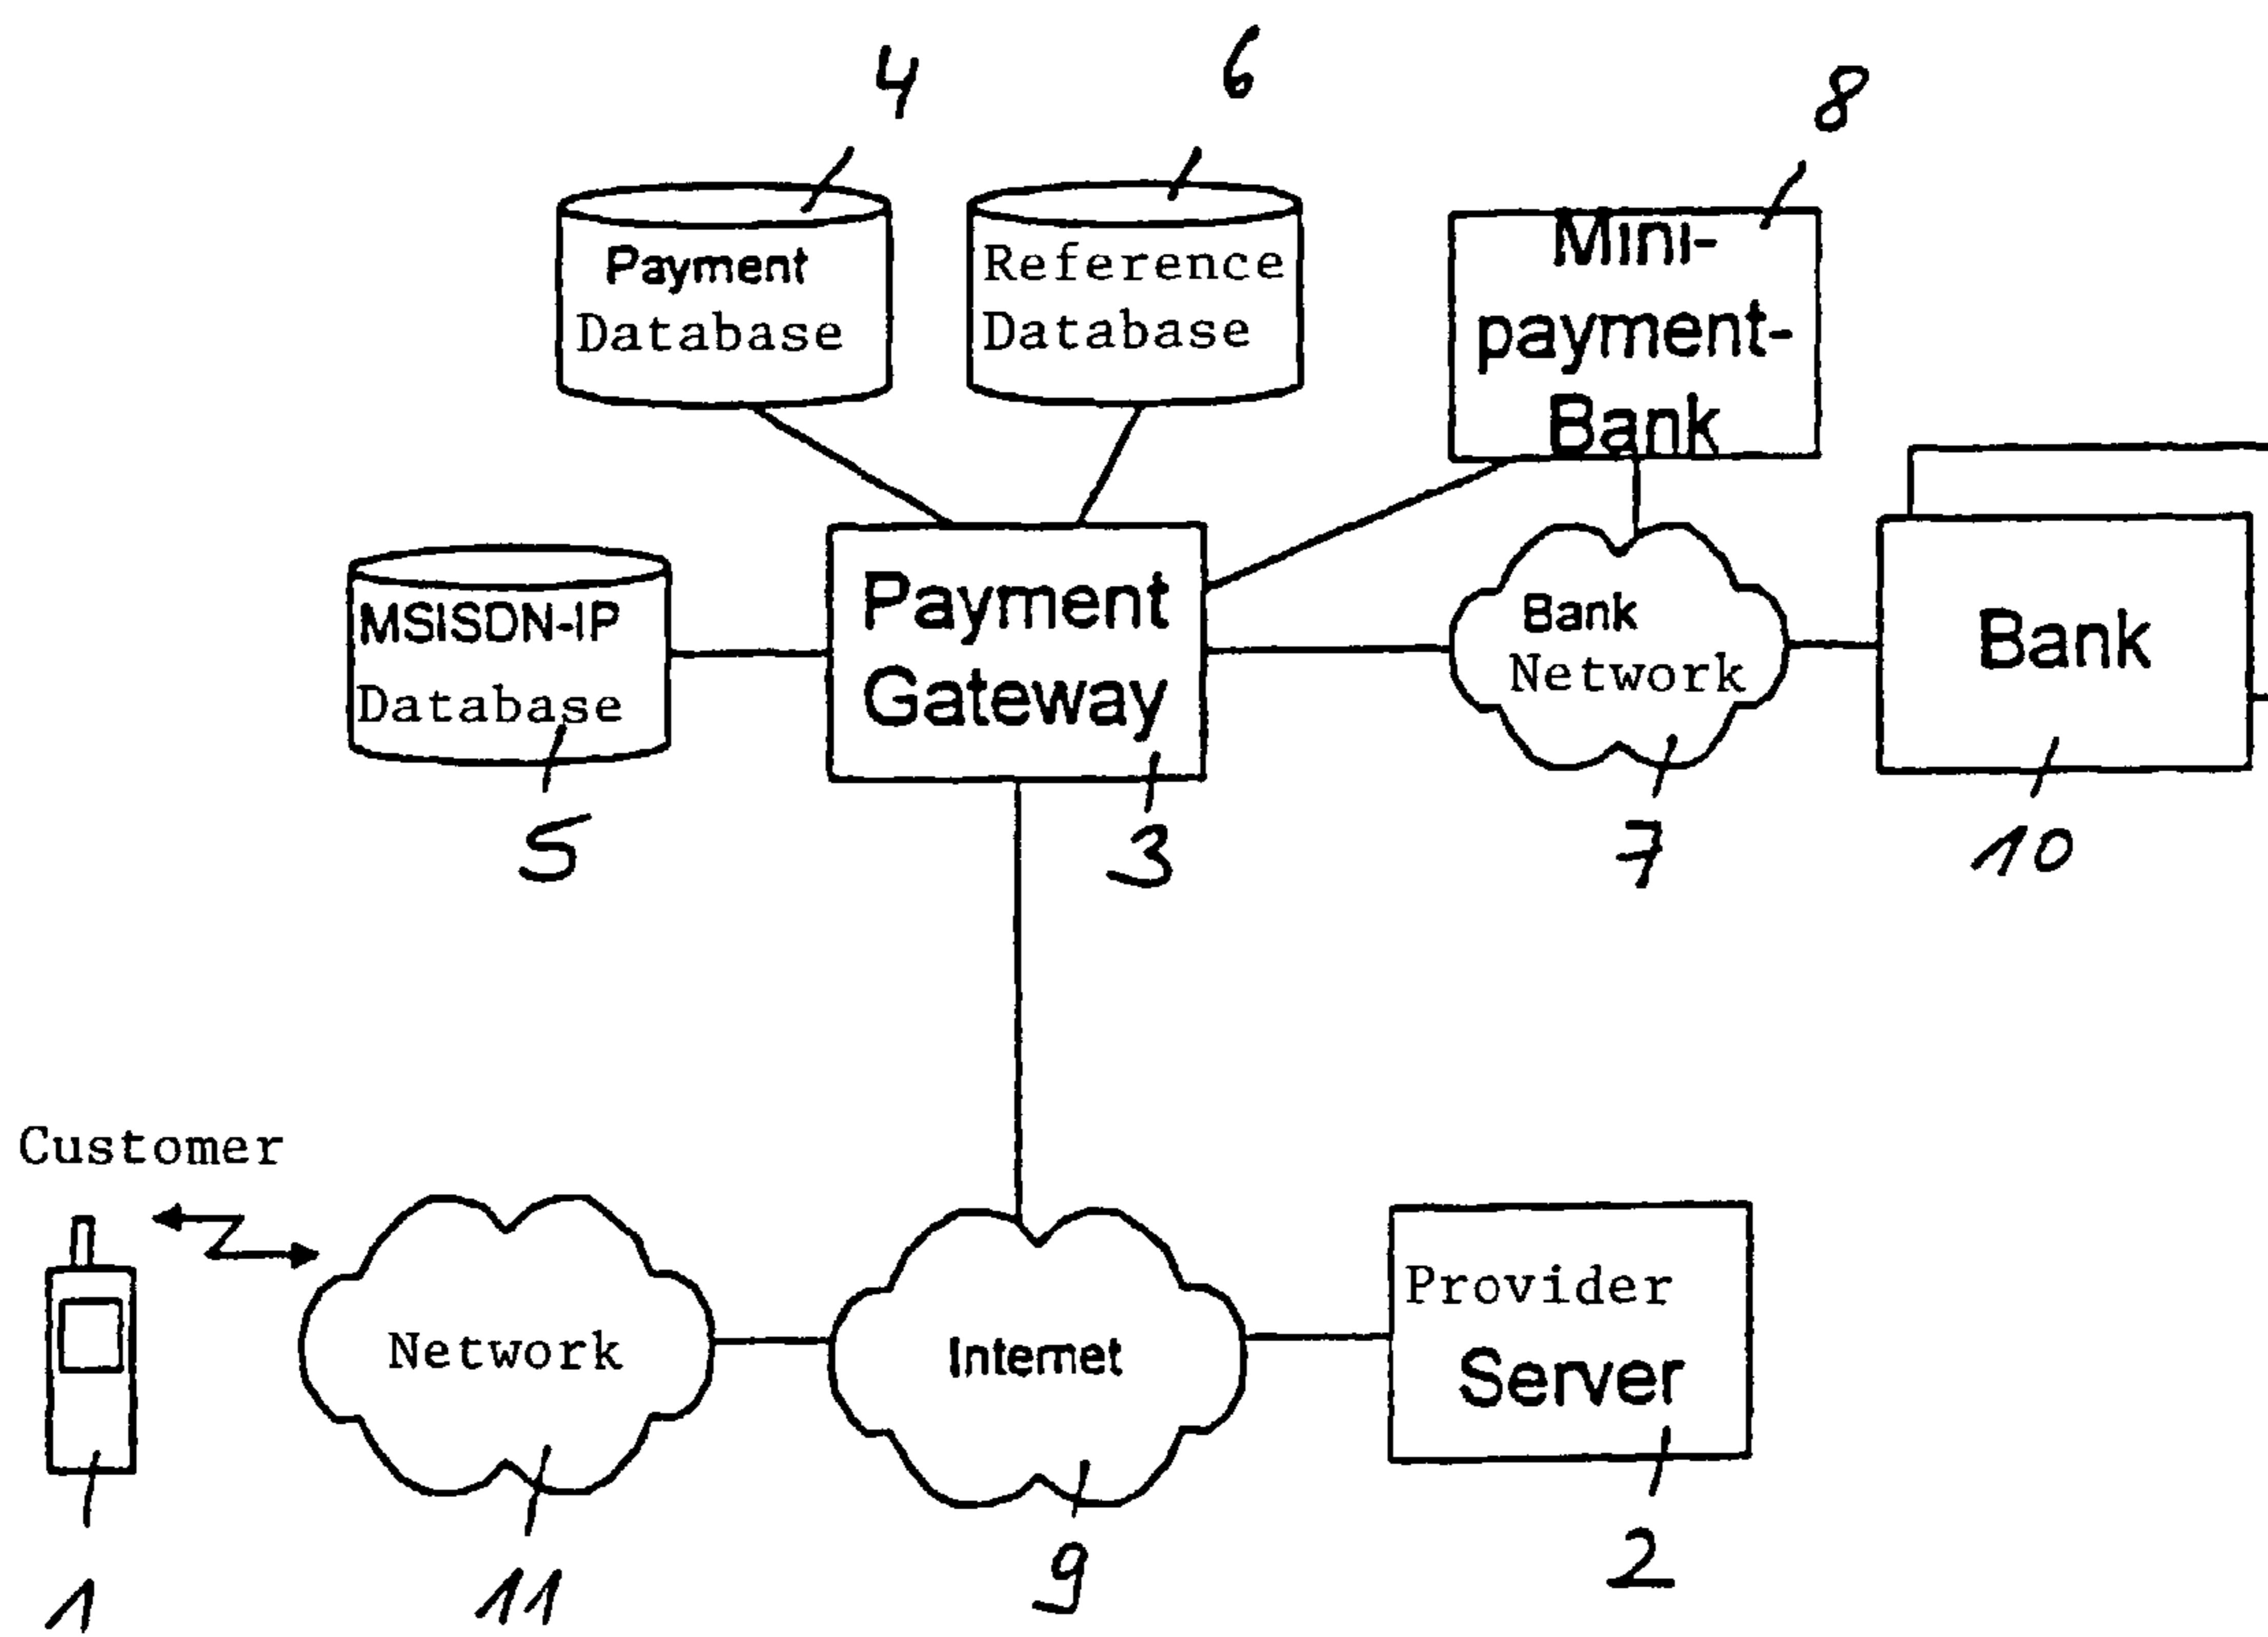 4
6
8
Payment
Database
Reference
Database
Mini-
payment-
Bank
MSISDN-IP
Database
Payment
Gateway
Bank
Network
Bank
5
3
7
10
Customer
Network
Internet
Provider
Server
1
11
9
2